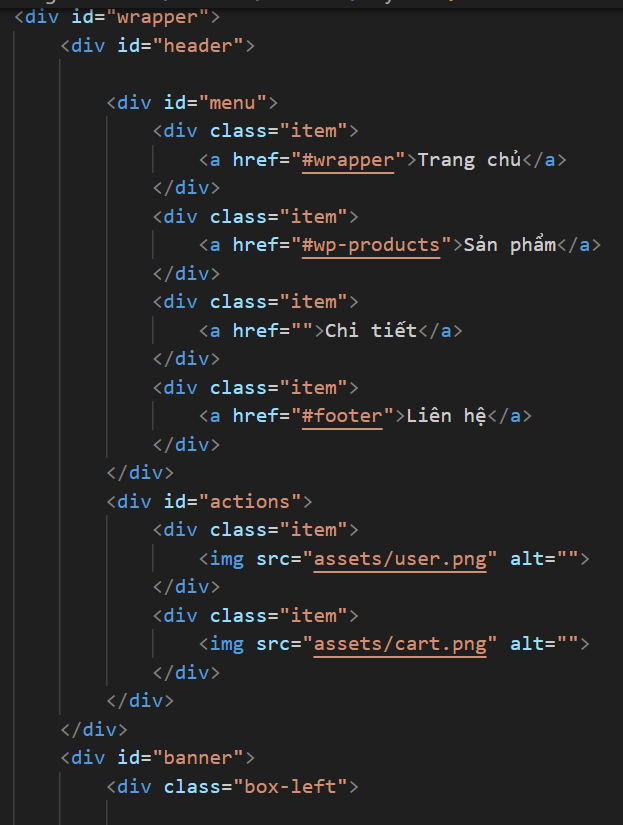 <div id="wrapper">
<div id="header">
<div id="menu">
<div class="item">
<a href="#wrapper">Trang chủ</a>
</div>
<div class="item">
<a href="#wp-products">Sản phẩm</a>
</div>
<div class="item">
<a href="">Chi tiết</a>
</div>
<div class="item">
<a href="#footer">Liên hệ</a>
</div>
</div>
<div id="actions">
<div class="item">
<img src="assets/user.png" alt="">
</div>
<div class="item">
<img src="assets/cart.png" alt="">
</div>
</div>
</div>
<div id="banner">
<div class="box-left">